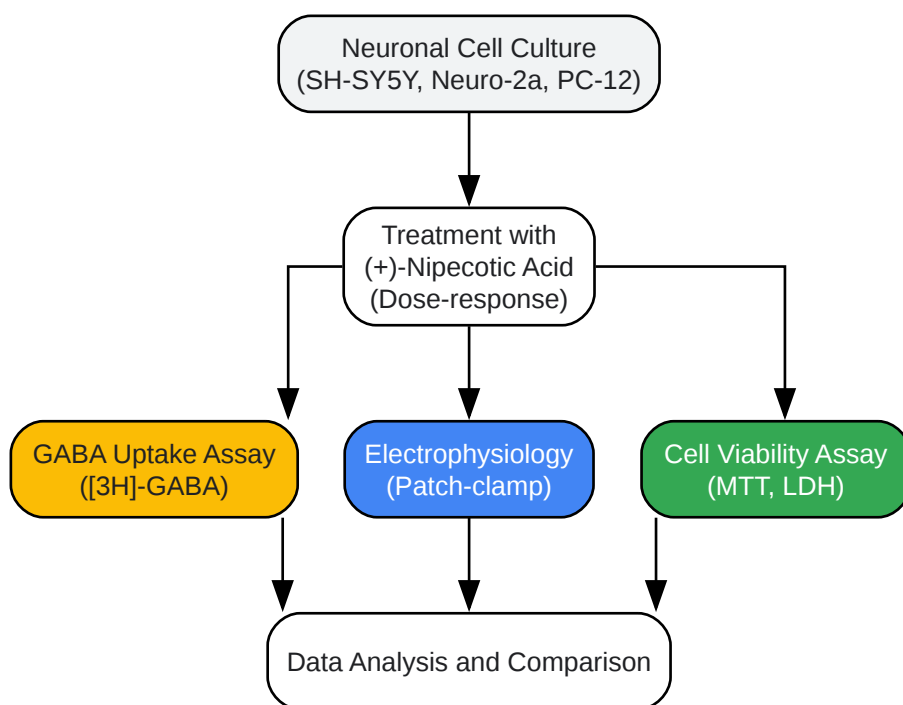 Neuronal Cell Culture
(SH-SY5Y, Neuro-2a, PC-12)
Treatment with
(+)-Nipecotic Acid
(Dose-response)
GABA Uptake Assay
([3H]-GABA)
Electrophysiology
(Patch-clamp)
Cell Viability Assay
(MTT, LDH)
Data Analysis and Comparison